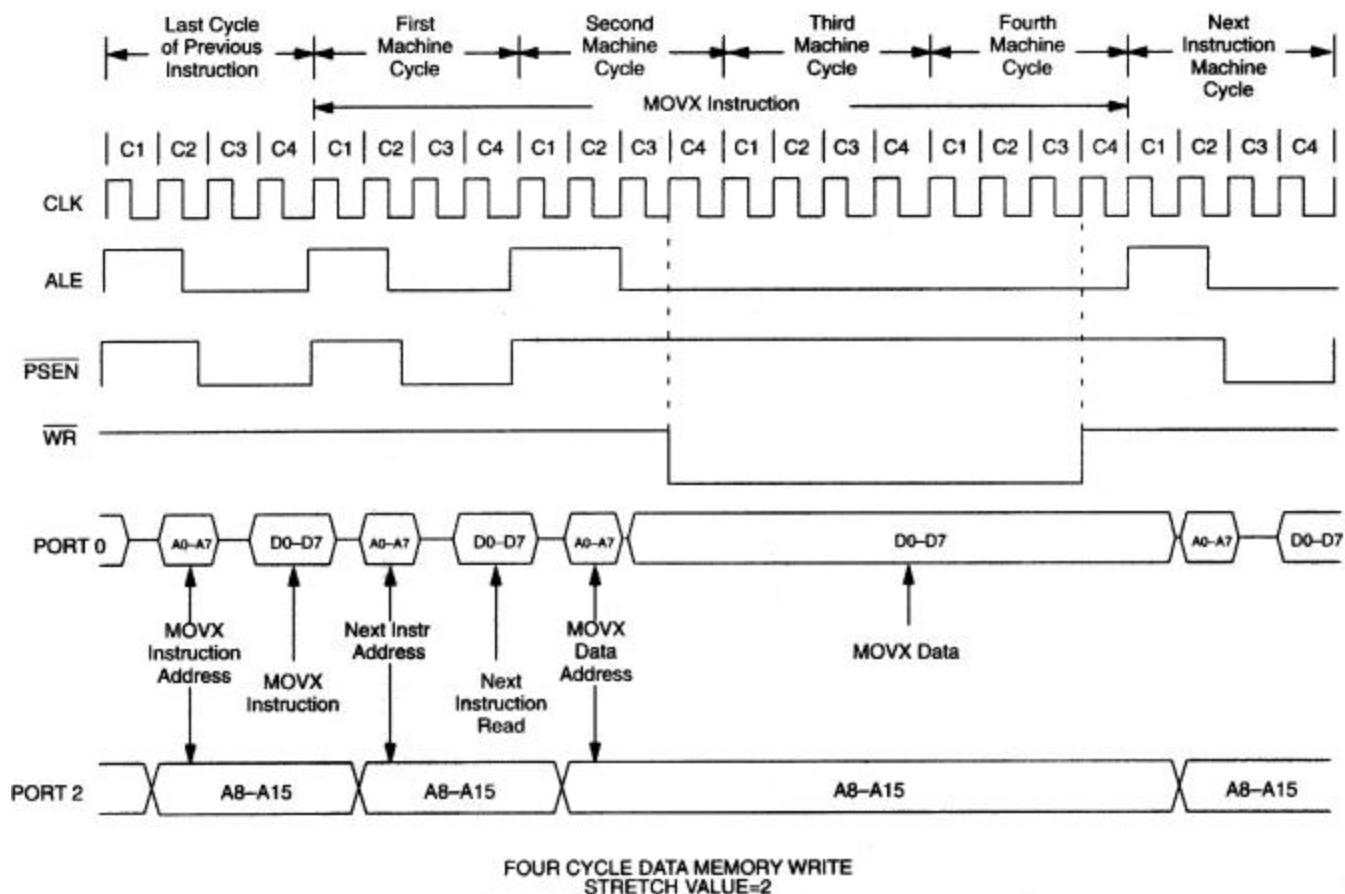 Last Cycle
of Previous
Instruction
First
Machine
Cycle
Second
Machine
Cycle
Third
Machine
Cycle
Fourth
Machine
Cycle
Next
Instruction
Machine
Cycle
MOVX Instruction
C1 C2 C3 C4 C1 C2 C3 C4 C1 C2 C3 C4 C1 C2 C3 C4 C1 C2 C3 C4 C1 C2 C3 C4
CLK
ALE
PSEN
WR
PORT 0
A0–A7 D0–D7 A0–A7 D0–D7 A0–A7 D0–D7 A0–A7 D0–D7
MOVX
Instruction
Address
MOVX
Instruction
Next Instr
Address
Next
Instruction
Read
MOVX
Data
Address
MOVX Data
PORT 2
A8–A15 A8–A15 A8–A15 A8–A15
FOUR CYCLE DATA MEMORY WRITE
STRETCH VALUE=2